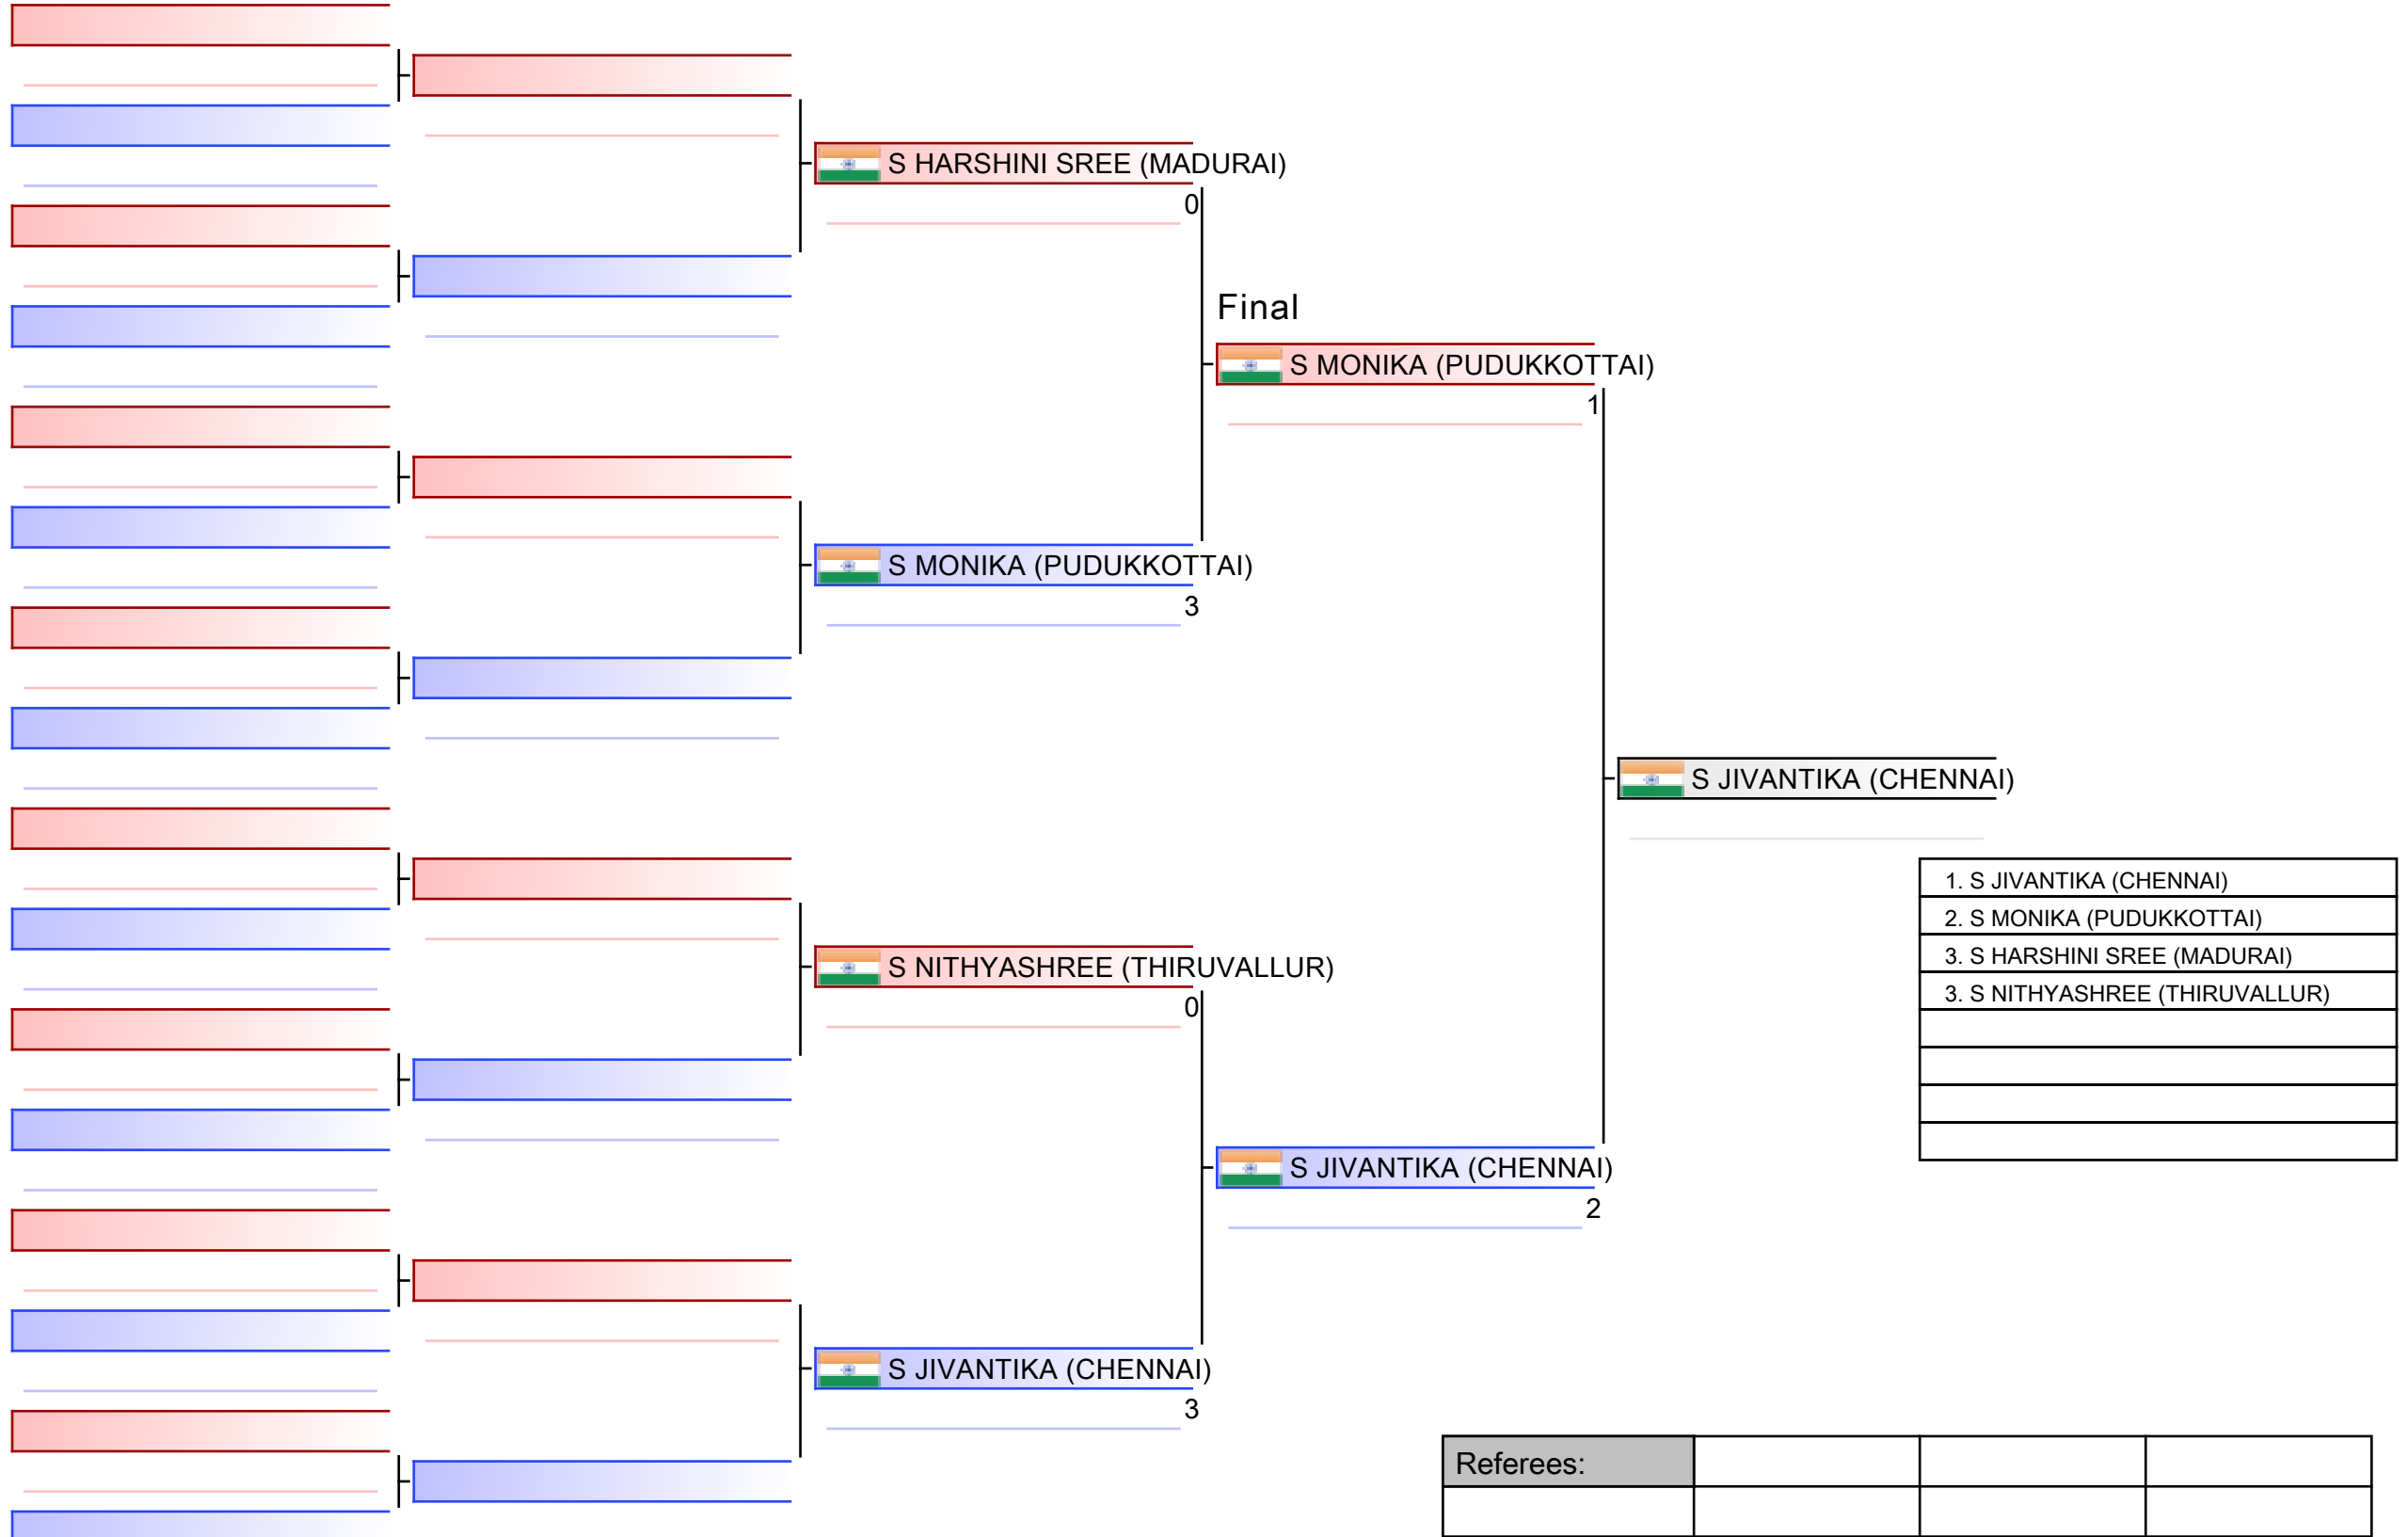 S HARSHINI SREE (MADURAI)
0
Final
S MONIKA (PUDUKKOTTAI)
1
S MONIKA (PUDUKKOTTAI)
3
S JIVANTIKA (CHENNAI)
1. S JIVANTIKA (CHENNAI)
2. S MONIKA (PUDUKKOTTAI)
3. S HARSHINI SREE (MADURAI)
3. S NITHYASHREE (THIRUVALLUR)
S NITHYASHREE (THIRUVALLUR)
0
S JIVANTIKA (CHENNAI)
2
S JIVANTIKA (CHENNAI)
3
Referees: